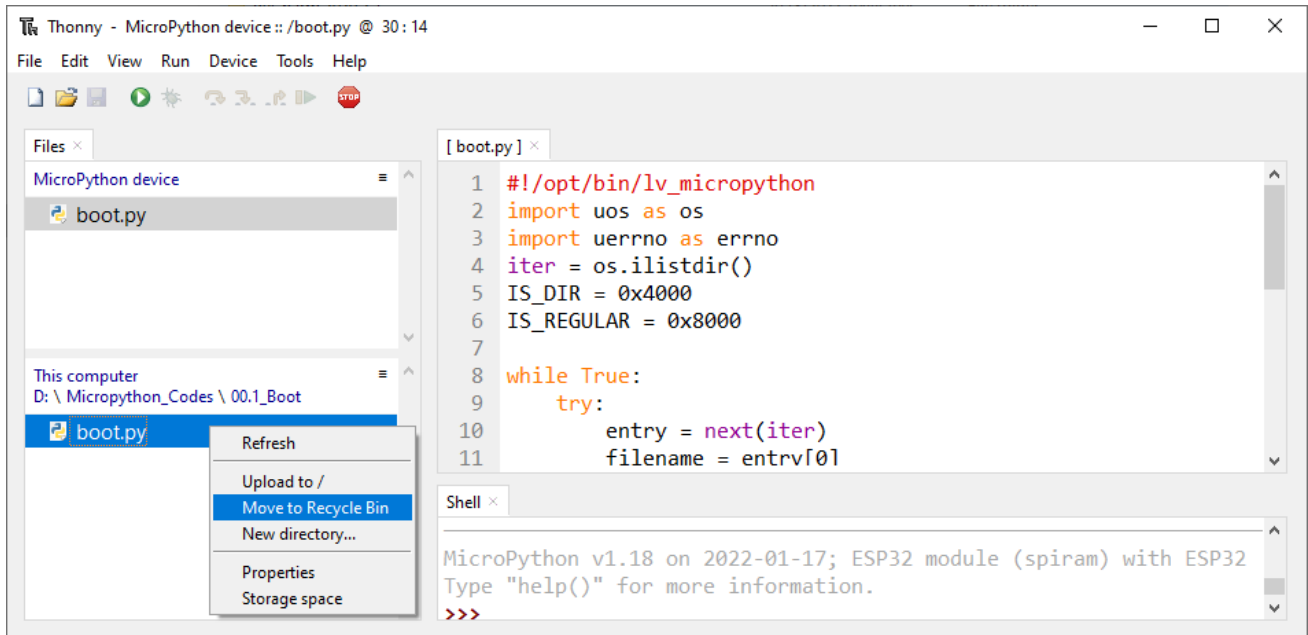 Thonny - MicroPython device :: /boot.py @ 30 : 14
File Edit View Run Device Tools Help
STOP
Files
MicroPython device
boot.py
This computer
D: \ Micropython_Codes \ 00.1_Boot
boot.py
Refresh
Upload to /
Move to Recycle Bin
New directory...
Properties
Storage space
[ boot.py ]
1 #!/opt/bin/lv_micropython
2 import uos as os
3 import uerrno as errno
4 iter = os.ilistdir()
5 IS_DIR = 0x4000
6 IS_REGULAR = 0x8000
7
8 while True:
9     try:
10         entry = next(iter)
11         filename = entry[0]
Shell
MicroPython v1.18 on 2022-01-17; ESP32 module (spiram) with ESP32
Type "help()" for more information.
>>>